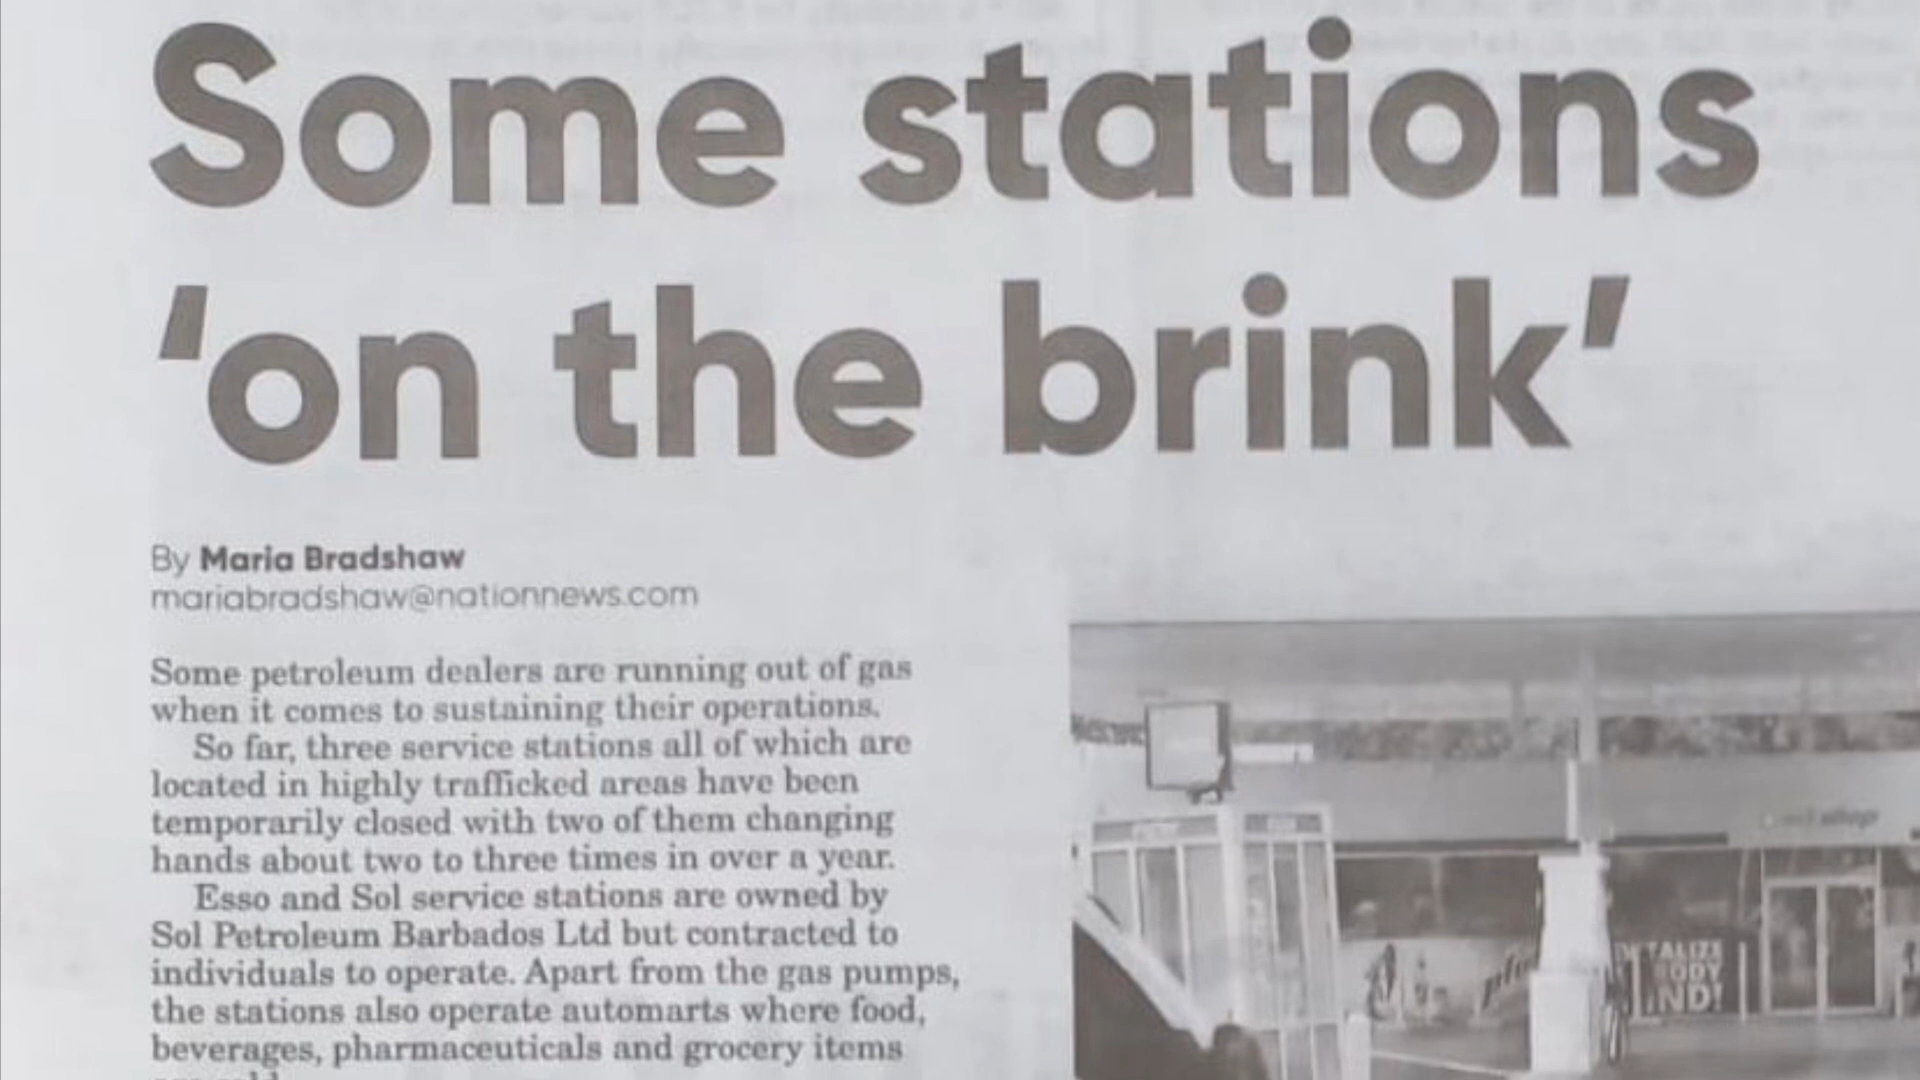 Some stations
‘on the brink’
By Maria Bradshaw
mariabradshaw@nationnews.com
Some petroleum dealers are running out of gas
when it comes to sustaining their operations.
So far, three service stations all of which are
located in highly trafficked areas have been
temporarily closed with two of them changing
hands about two to three times in over a year.
Esso and Sol service stations are owned by
Sol Petroleum Barbados Ltd but contracted to
individuals to operate. Apart from the gas pumps,
the stations also operate automarts where food,
beverages, pharmaceuticals and grocery items